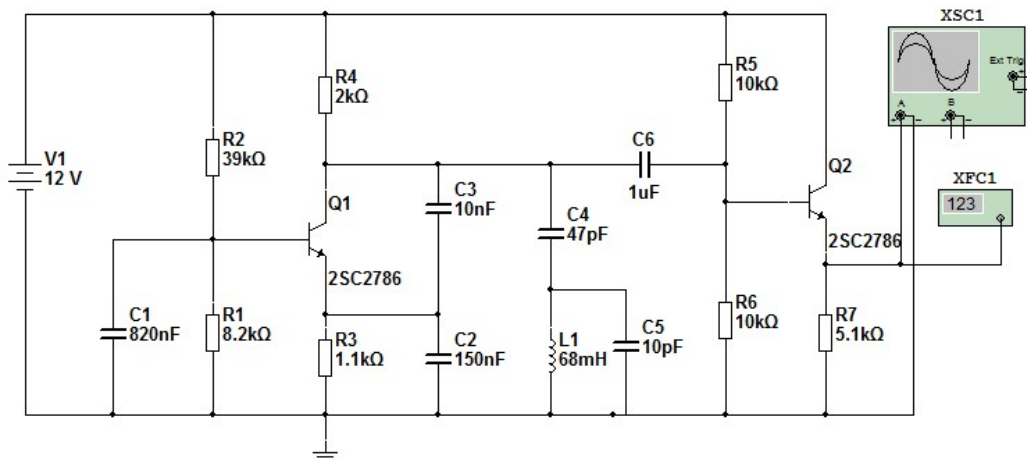 XSC1
Ext Trig
+
-
A
B
+
-
+
-
V1
12 V
R2
39kΩ
R4
2kΩ
R5
10kΩ
C6
1uF
Q2
XFC1
123
Q1
C3
10nF
C4
47pF
2SC2786
2SC2786
C1
820nF
R1
8.2kΩ
R3
1.1kΩ
C2
150nF
L1
68mH
C5
10pF
R6
10kΩ
R7
5.1kΩ